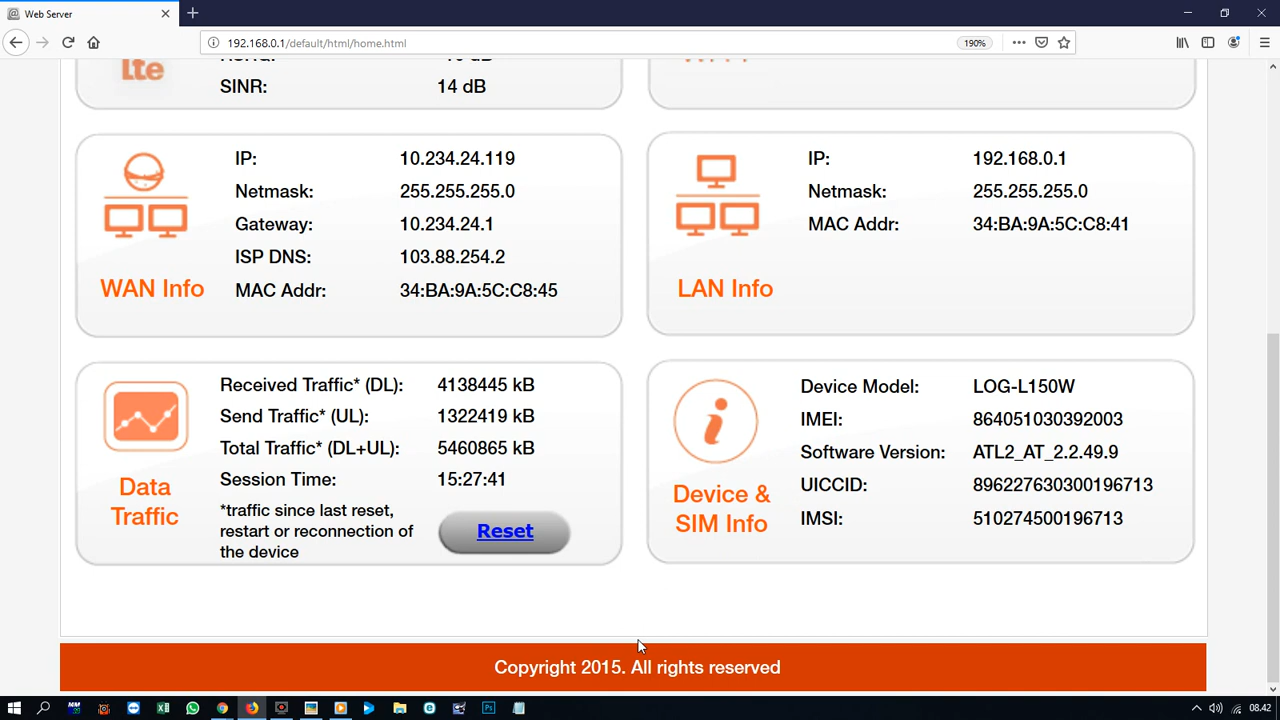 Web Server
192.168.0.1/default/html/home.html
190%
Lte
SINR: 14 dB
WAN Info
IP: 10.234.24.119
Netmask: 255.255.255.0
Gateway: 10.234.24.1
ISP DNS: 103.88.254.2
MAC Addr: 34:BA:9A:5C:C8:45
LAN Info
IP: 192.168.0.1
Netmask: 255.255.255.0
MAC Addr: 34:BA:9A:5C:C8:41
Data
Traffic
Received Traffic* (DL): 4138445 kB
Send Traffic* (UL): 1322419 kB
Total Traffic* (DL+UL): 5460865 kB
Session Time: 15:27:41
*traffic since last reset,
restart or reconnection of
the device
Reset
Device &
SIM Info
Device Model: LOG-L150W
IMEI: 864051030392003
Software Version: ATL2_AT_2.2.49.9
UICCID: 896227630300196713
IMSI: 510274500196713
Copyright 2015. All rights reserved
08.42